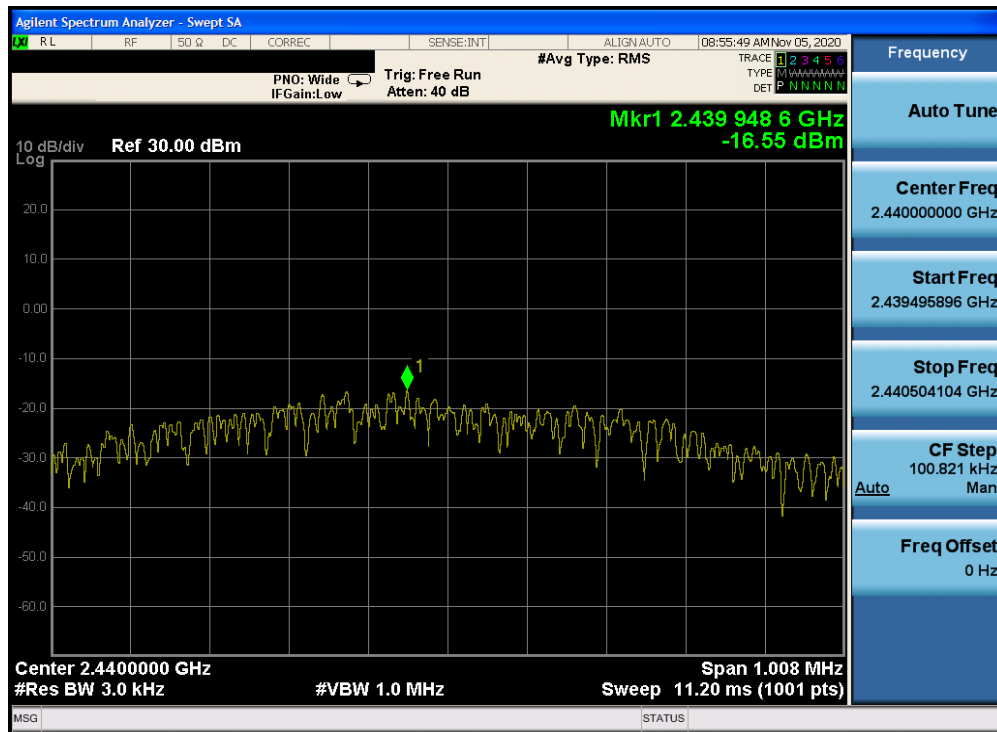 Agilent Spectrum Analyzer - Swept SA
LXI RL RF 50 Ω DC CORREC SENSE:INT ALIGN AUTO 08:55:49 AM Nov 05, 2020
Frequency
#Avg Type: RMS
TRACE 1 2 3 4 5 6
PNO: Wide
Trig: Free Run
TYPE M WWWWW
IFGain:Low
Atten: 40 dB
DET P N N N N N
Auto Tune
Mkr1 2.439 948 6 GHz
-16.55 dBm
10 dB/div
Log
Ref 30.00 dBm
20.0
10.0
0.00
-10.0
-20.0
-30.0
-40.0
-50.0
-60.0
1
Center Freq
2.440000000 GHz
Start Freq
2.439495896 GHz
Stop Freq
2.440504104 GHz
CF Step
100.821 kHz
Auto Man
Freq Offset
0 Hz
Center 2.4400000 GHz
Span 1.008 MHz
#Res BW 3.0 kHz
#VBW 1.0 MHz
Sweep 11.20 ms (1001 pts)
MSG
STATUS